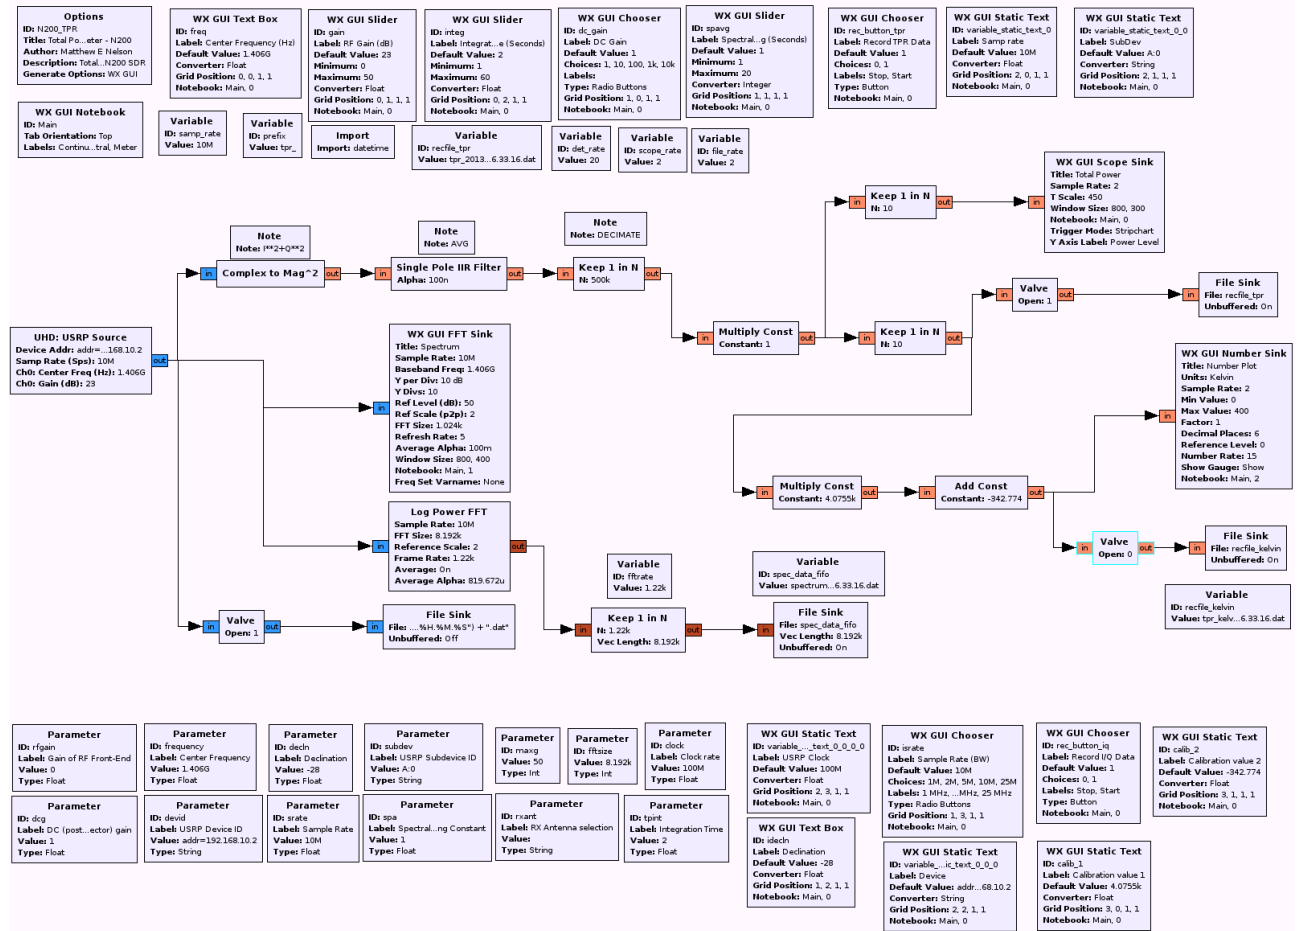 Options
ID: N200_TPR
Title: Total Po...eter - N200
Author: Matthew E Nelson
Description: Total...N200 SDR
Generate Options: WX GUI
WX GUI Text Box
ID: freq
Label: Center Frequency (Hz)
Default Value: 1.406G
Converter: Float
Grid Position: 0, 0, 1, 1
Notebook: Main, 0
WX GUI Slider
ID: gain
Label: RF Gain (dB)
Default Value: 23
Minimum: 0
Maximum: 50
Converter: Float
Grid Position: 0, 1, 1, 1
Notebook: Main, 0
WX GUI Slider
ID: integ
Label: Integrat...e (Seconds)
Default Value: 2
Minimum: 1
Maximum: 60
Converter: Float
Grid Position: 0, 2, 1, 1
Notebook: Main, 0
WX GUI Chooser
ID: dc_gain
Label: DC Gain
Default Value: 1
Choices: 1, 10, 100, 1k, 10k
Labels:
Type: Radio Buttons
Grid Position: 1, 0, 1, 1
Notebook: Main, 0
WX GUI Slider
ID: spavg
Label: Spectral...g (Seconds)
Default Value: 1
Minimum: 1
Maximum: 20
Converter: Integer
Grid Position: 1, 1, 1, 1
Notebook: Main, 0
WX GUI Chooser
ID: rec_button_tpr
Label: Record TPR Data
Default Value: 1
Choices: 0, 1
Labels: Stop, Start
Type: Button
Notebook: Main, 0
WX GUI Static Text
ID: variable_static_text_0
Label: Samp rate
Default Value: 10M
Converter: Float
Grid Position: 2, 0, 1, 1
Notebook: Main, 0
WX GUI Static Text
ID: variable_static_text_0_0
Label: SubDev
Default Value: A:0
Converter: String
Grid Position: 2, 1, 1, 1
Notebook: Main, 0
WX GUI Notebook
ID: Main
Tab Orientation: Top
Labels: Continu...tral, Meter
Variable
ID: samp_rate
Value: 10M
Variable
ID: prefix
Value: tpr_
Import
Import: datetime
Variable
ID: recfile_tpr
Value: tpr_2013...6.33.16.dat
Variable
ID: det_rate
Value: 20
Variable
ID: scope_rate
Value: 2
Variable
ID: file_rate
Value: 2
WX GUI Scope Sink
Title: Total Power
Sample Rate: 2
T Scale: 450
Window Size: 800, 300
Notebook: Main, 0
Trigger Mode: Stripchart
Y Axis Label: Power Level
in
Keep 1 in N
N: 10
out
in
Note
Note: I**2+Q**2
Note
Note: AVG
Note
Note: DECIMATE
in
Complex to Mag^2
out
in
Single Pole IIR Filter
Alpha: 100n
out
in
Keep 1 in N
N: 500k
out
in
Valve
Open: 1
out
in
File Sink
File: recfile_tpr
Unbuffered: On
in
Multiply Const
Constant: 1
out
in
Keep 1 in N
N: 10
out
UHD: USRP Source
Device Addr: addr=...168.10.2
Samp Rate (Sps): 10M
Ch0: Center Freq (Hz): 1.406G
Ch0: Gain (dB): 23
out
in
WX GUI FFT Sink
Title: Spectrum
Sample Rate: 10M
Baseband Freq: 1.406G
Y per Div: 10 dB
Y Divs: 10
Ref Level (dB): 50
Ref Scale (p2p): 2
FFT Size: 1.024k
Refresh Rate: 5
Average Alpha: 100m
Window Size: 800, 400
Notebook: Main, 1
Freq Set Varname: None
in
WX GUI Number Sink
Title: Number Plot
Units: Kelvin
Sample Rate: 2
Min Value: 0
Max Value: 400
Factor: 1
Decimal Places: 6
Reference Level: 0
Number Rate: 15
Show Gauge: Show
Notebook: Main, 2
in
Multiply Const
Constant: 4.0755k
out
in
Add Const
Constant: -342.774
out
in
Log Power FFT
Sample Rate: 10M
FFT Size: 8.192k
Reference Scale: 2
Frame Rate: 1.22k
Average: On
Average Alpha: 819.672u
out
in
Valve
Open: 0
out
in
File Sink
File: recfile_kelvin
Unbuffered: On
Variable
ID: fftrate
Value: 1.22k
Variable
ID: spec_data_fifo
Value: spectrum...6.33.16.dat
Variable
ID: recfile_kelvin
Value: tpr_kelv...6.33.16.dat
in
Valve
Open: 1
out
in
File Sink
File: ....%H.%M.%S") + ".dat"
Unbuffered: Off
in
Keep 1 in N
N: 1.22k
Vec Length: 8.192k
out
in
File Sink
File: spec_data_fifo
Vec Length: 8.192k
Unbuffered: On
Parameter
ID: rfgain
Label: Gain of RF Front-End
Value: 0
Type: Float
Parameter
ID: frequency
Label: Center Frequency
Value: 1.406G
Type: Float
Parameter
ID: decln
Label: Declination
Value: -28
Type: Float
Parameter
ID: subdev
Label: USRP Subdevice ID
Value: A:0
Type: String
Parameter
ID: maxg
Value: 50
Type: Int
Parameter
ID: fftsize
Value: 8.192k
Type: Int
Parameter
ID: clock
Label: Clock rate
Value: 100M
Type: Float
WX GUI Static Text
ID: variable_..._text_0_0_0_0
Label: USRP Clock
Default Value: 100M
Converter: Float
Grid Position: 2, 3, 1, 1
Notebook: Main, 0
WX GUI Chooser
ID: israte
Label: Sample Rate (BW)
Default Value: 10M
Choices: 1M, 2M, 5M, 10M, 25M
Labels: 1 MHz, ...MHz, 25 MHz
Type: Radio Buttons
Grid Position: 1, 3, 1, 1
Notebook: Main, 0
WX GUI Chooser
ID: rec_button_iq
Label: Record I/Q Data
Default Value: 1
Choices: 0, 1
Labels: Stop, Start
Type: Button
Notebook: Main, 0
WX GUI Static Text
ID: calib_2
Label: Calibration value 2
Default Value: -342.774
Converter: Float
Grid Position: 3, 1, 1, 1
Notebook: Main, 0
Parameter
ID: dcg
Label: DC (post...ector) gain
Value: 1
Type: Float
Parameter
ID: devid
Label: USRP Device ID
Value: addr=192.168.10.2
Type: String
Parameter
ID: srate
Label: Sample Rate
Value: 10M
Type: Float
Parameter
ID: spa
Label: Spectral...ng Constant
Value: 1
Type: Float
Parameter
ID: rxant
Label: RX Antenna selection
Value:
Type: String
Parameter
ID: tpint
Label: Integration Time
Value: 2
Type: Float
WX GUI Text Box
ID: idecln
Label: Declination
Default Value: -28
Converter: Float
Grid Position: 1, 2, 1, 1
Notebook: Main, 0
WX GUI Static Text
ID: variable_...ic_text_0_0_0
Label: Device
Default Value: addr...68.10.2
Converter: String
Grid Position: 2, 2, 1, 1
Notebook: Main, 0
WX GUI Static Text
ID: calib_1
Label: Calibration value 1
Default Value: 4.0755k
Converter: Float
Grid Position: 3, 0, 1, 1
Notebook: Main, 0